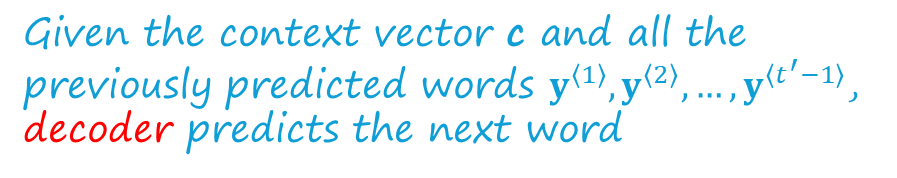 Given the context vector c and all the
previously predicted words y⟨1⟩, y⟨2⟩, ..., y⟨t′−1⟩,
decoder predicts the next word